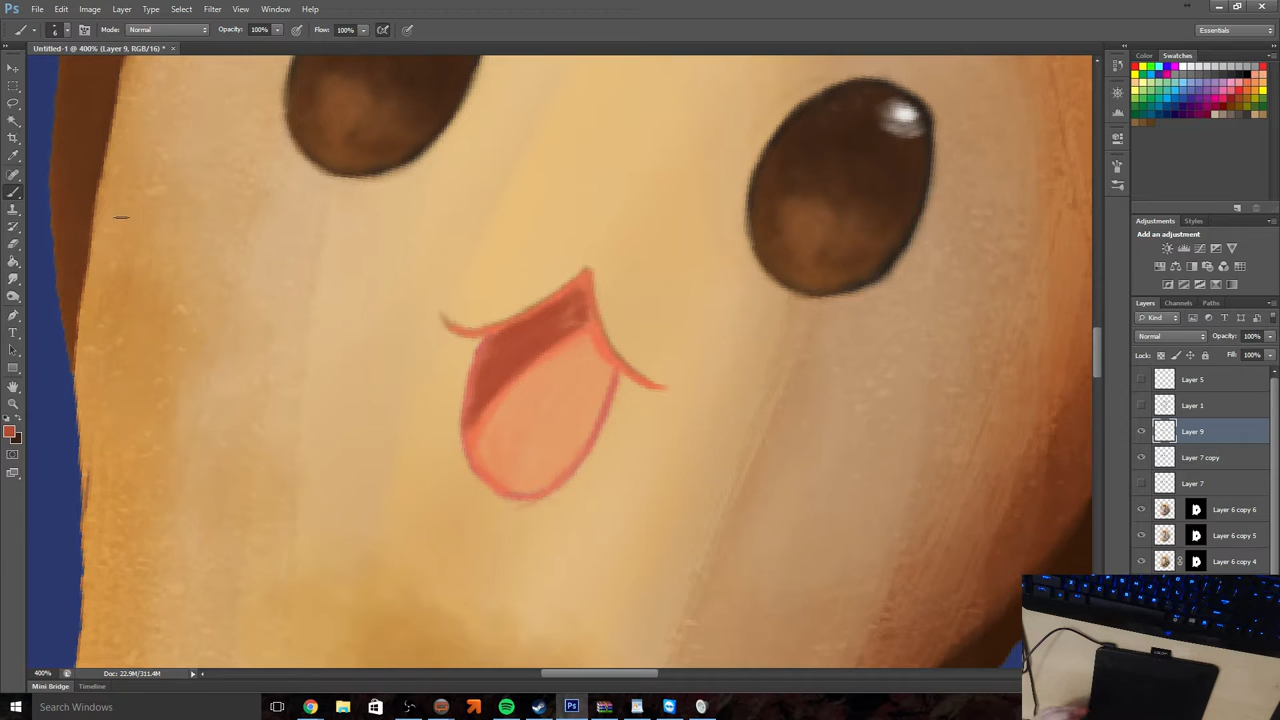 Ps File Edit Image Layer Type Select Filter View Window Help
6 Mode: Normal Opacity: 100% Flow: 100% Essentials
Untitled-1 @ 400% (Layer 9, RGB/16) * ×
Color Swatches
Adjustments Styles
Add an adjustment
Layers Channels Paths
Kind
Normal Opacity: 100%
Lock: Fill: 100%
Layer 5
Layer 1
Layer 9
Layer 7 copy
Layer 7
Layer 6 copy 6
Layer 6 copy 5
Layer 6 copy 4
400% Doc: 22.9M/311.4M
Mini Bridge Timeline
Search Windows Ps